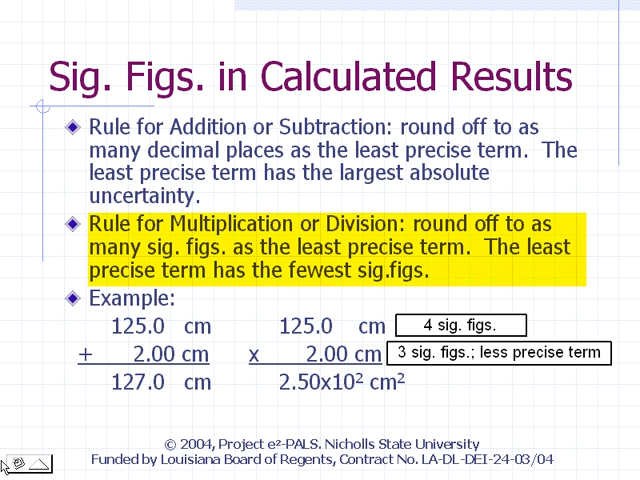 Sig. Figs. in Calculated Results
Rule for Addition or Subtraction: round off to as
many decimal places as the least precise term. The
least precise term has the largest absolute
uncertainty.
Rule for Multiplication or Division: round off to as
many sig. figs. as the least precise term. The least
precise term has the fewest sig.figs.
Example:
125.0 cm 125.0 cm 4 sig. figs.
+ 2.00 cm x 2.00 cm 3 sig. figs.; less precise term
127.0 cm 2.50x10² cm²
© 2004, Project e²-PALS. Nicholls State University
Funded by Louisiana Board of Regents, Contract No. LA-DL-DEI-24-03/04